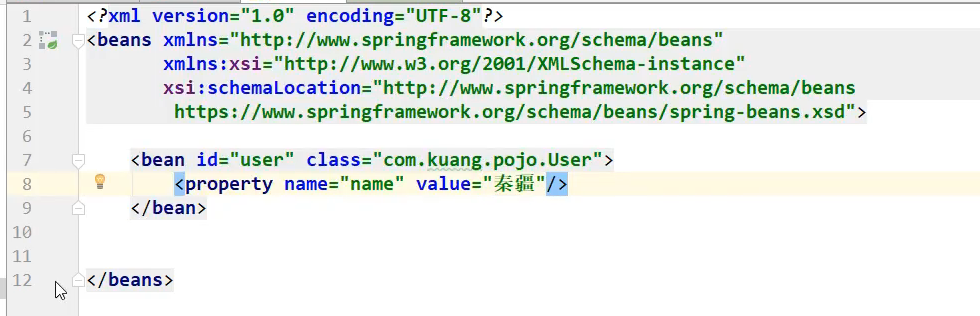 1 <?xml version="1.0" encoding="UTF-8"?>
2 <beans xmlns="http://www.springframework.org/schema/beans"
3 xmlns:xsi="http://www.w3.org/2001/XMLSchema-instance"
4 xsi:schemaLocation="http://www.springframework.org/schema/beans
5 https://www.springframework.org/schema/beans/spring-beans.xsd">
6
7 <bean id="user" class="com.kuang.pojo.User">
8 <property name="name" value="秦疆"/>
9 </bean>
10
11
12 </beans>